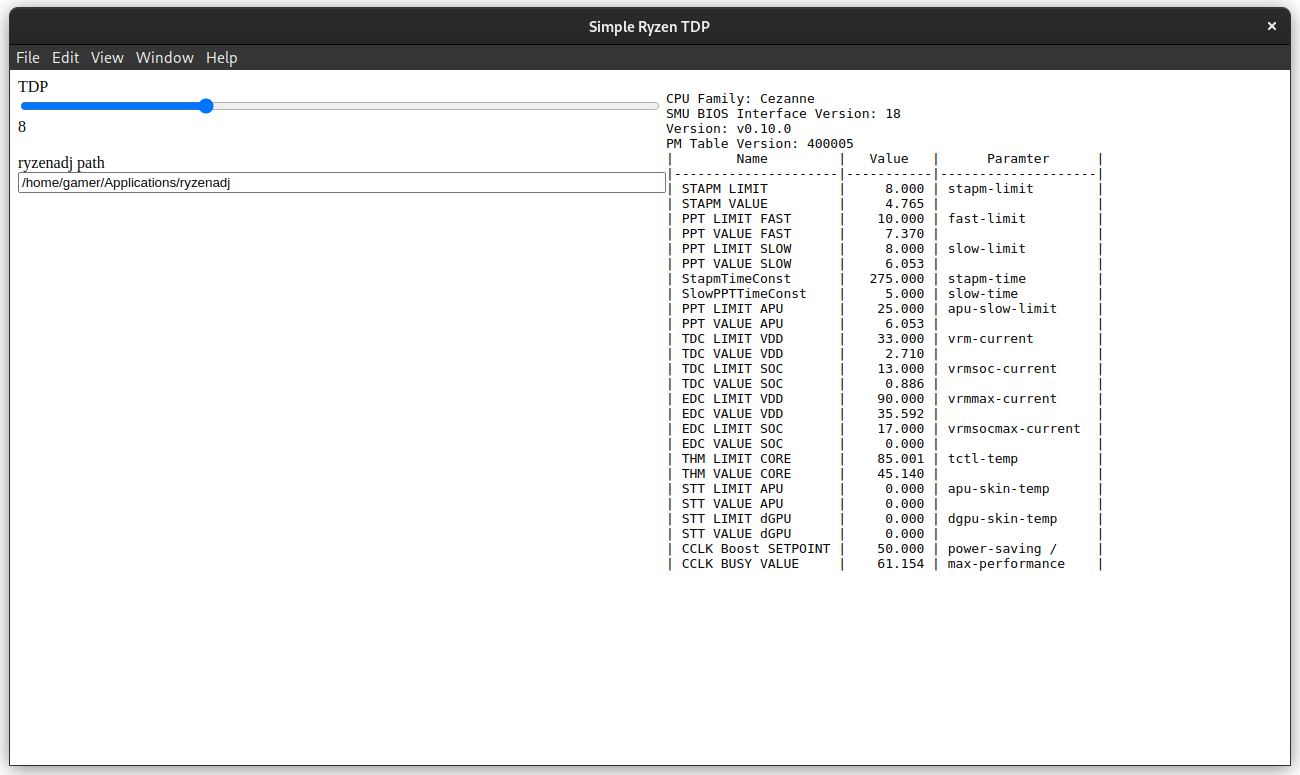 Simple Ryzen TDP
×
File Edit View Window Help
TDP
8
ryzenadj path
/home/gamer/Applications/ryzenadj
CPU Family: Cezanne
SMU BIOS Interface Version: 18
Version: v0.10.0
PM Table Version: 400005
|        Name         |   Value   |      Paramter      |
|---------------------|-----------|--------------------|
| STAPM LIMIT         |     8.000 | stapm-limit        |
| STAPM VALUE         |     4.765 |                    |
| PPT LIMIT FAST      |    10.000 | fast-limit         |
| PPT VALUE FAST      |     7.370 |                    |
| PPT LIMIT SLOW      |     8.000 | slow-limit         |
| PPT VALUE SLOW      |     6.053 |                    |
| StapmTimeConst      |   275.000 | stapm-time         |
| SlowPPTTimeConst    |     5.000 | slow-time          |
| PPT LIMIT APU       |    25.000 | apu-slow-limit     |
| PPT VALUE APU       |     6.053 |                    |
| TDC LIMIT VDD       |    33.000 | vrm-current        |
| TDC VALUE VDD       |     2.710 |                    |
| TDC LIMIT SOC       |    13.000 | vrmsoc-current     |
| TDC VALUE SOC       |     0.886 |                    |
| EDC LIMIT VDD       |    90.000 | vrmmax-current     |
| EDC VALUE VDD       |    35.592 |                    |
| EDC LIMIT SOC       |    17.000 | vrmsocmax-current  |
| EDC VALUE SOC       |     0.000 |                    |
| THM LIMIT CORE      |    85.001 | tctl-temp          |
| THM VALUE CORE      |    45.140 |                    |
| STT LIMIT APU       |     0.000 | apu-skin-temp      |
| STT VALUE APU       |     0.000 |                    |
| STT LIMIT dGPU      |     0.000 | dgpu-skin-temp     |
| STT VALUE dGPU      |     0.000 |                    |
| CCLK Boost SETPOINT |    50.000 | power-saving /     |
| CCLK BUSY VALUE     |    61.154 | max-performance    |